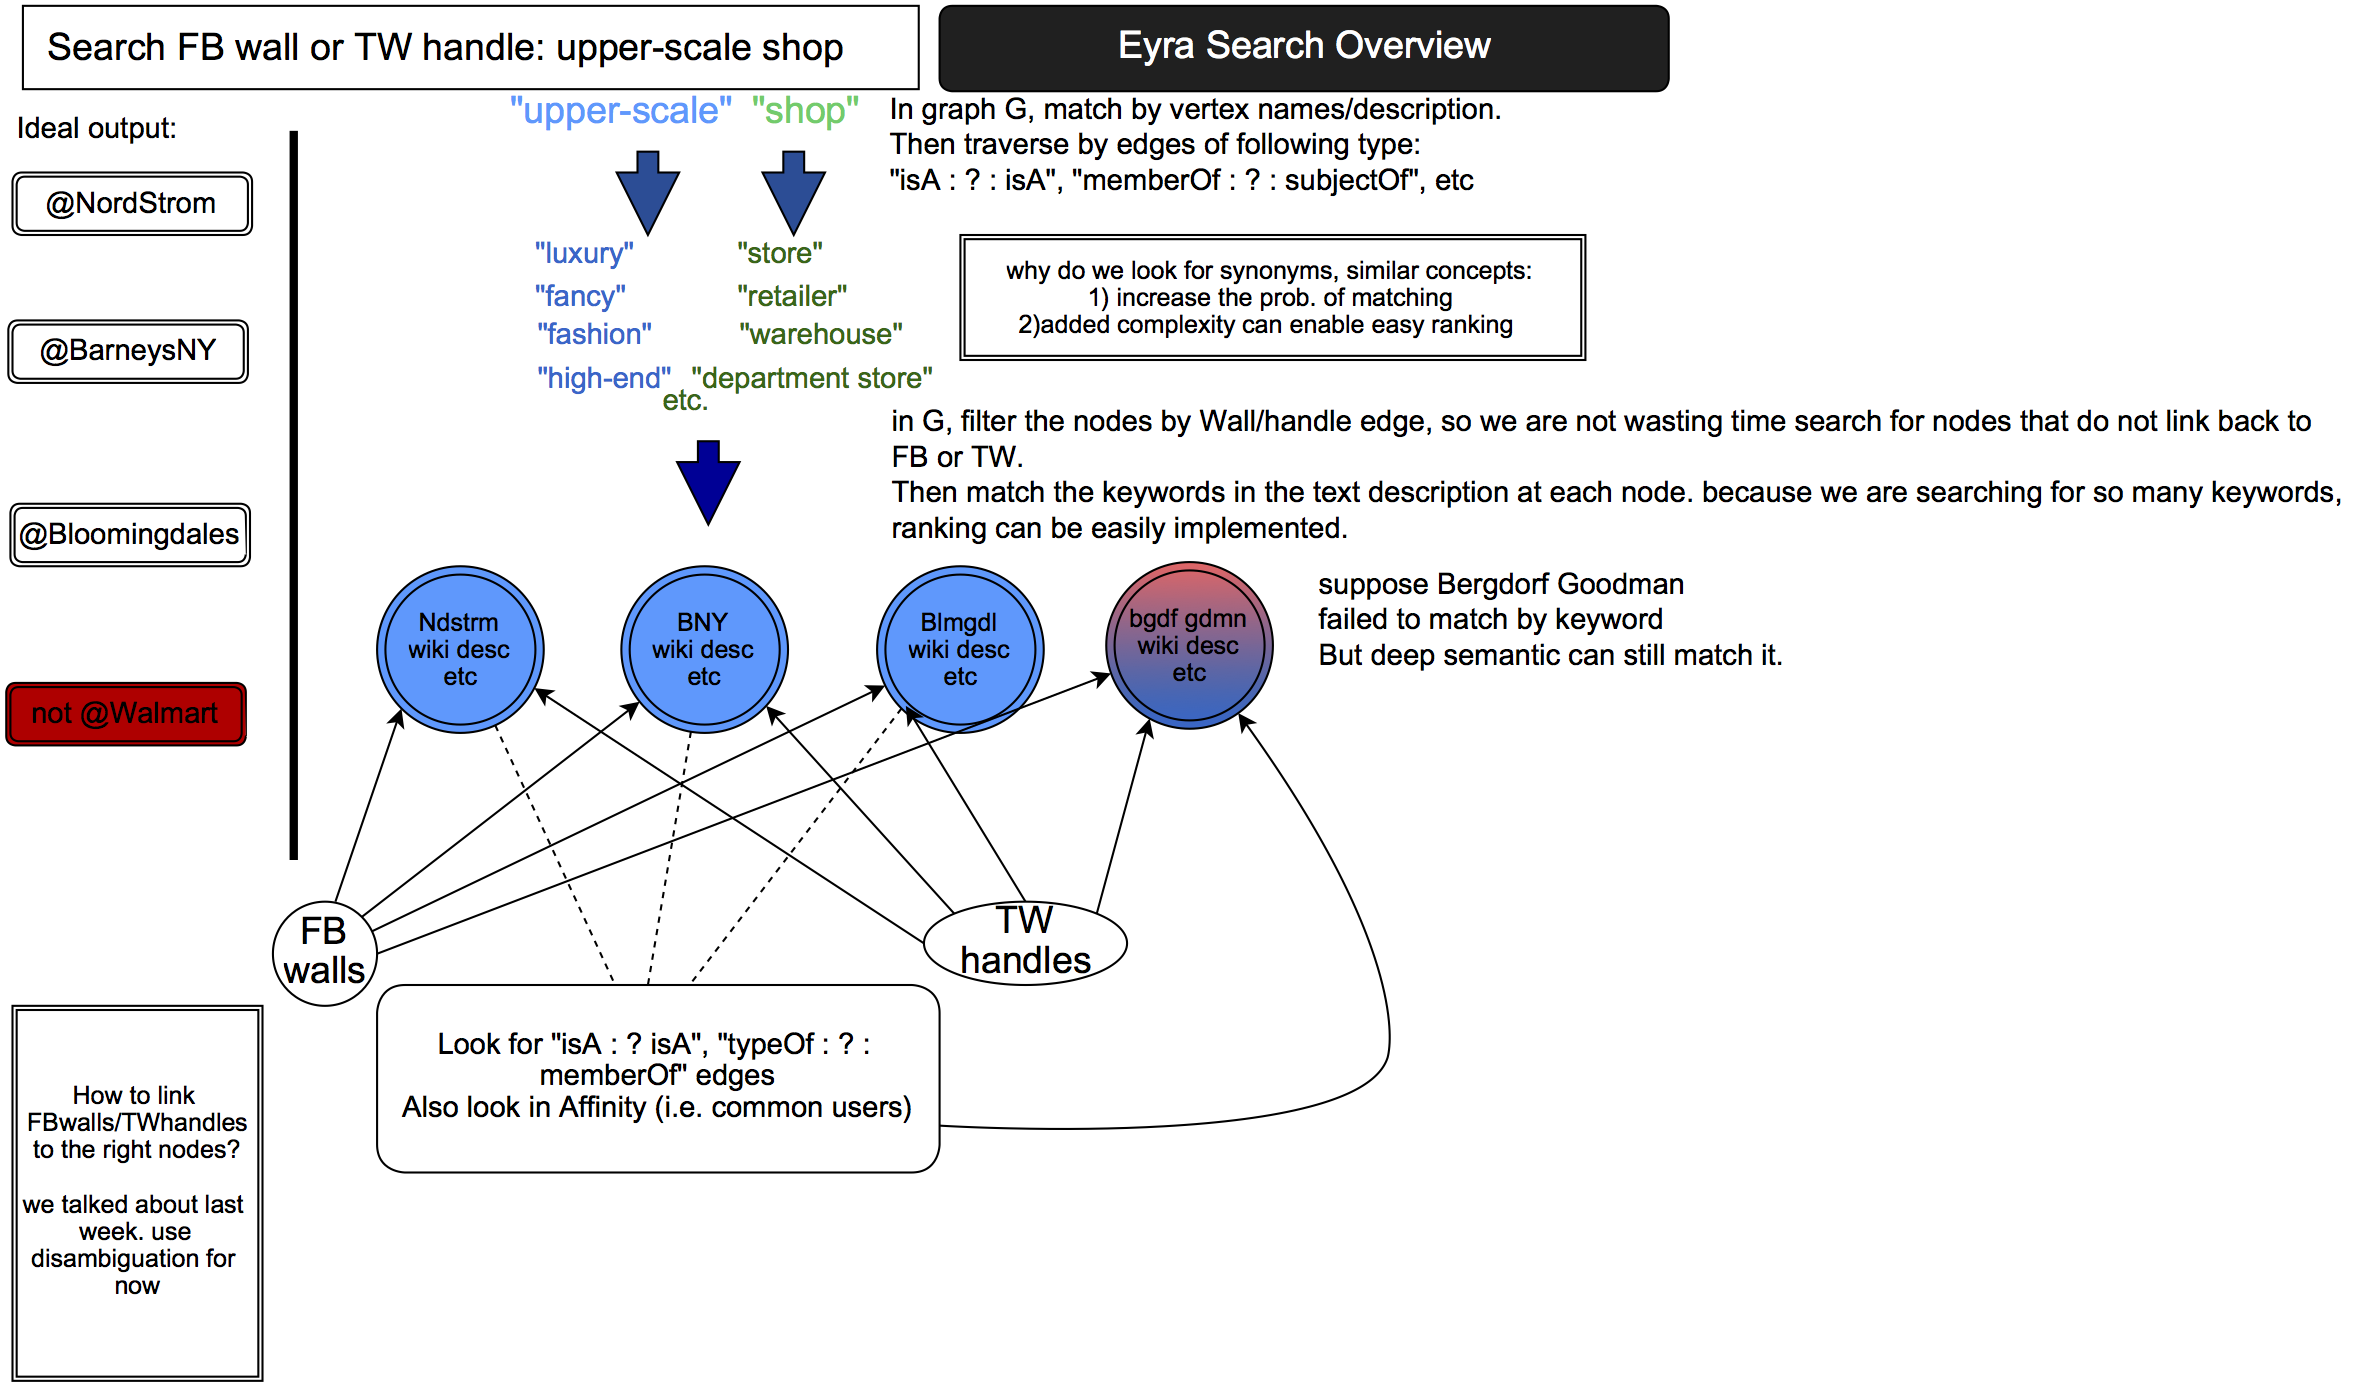 Search FB wall or TW handle: upper-scale shop
Eyra Search Overview
Ideal output:
@NordStrom
@BarneysNY
@Bloomingdales
not @Walmart
"upper-scale" "shop"
"luxury"
"fancy"
"fashion"
"high-end"
"store"
"retailer"
"warehouse"
"department store"
etc.
In graph G, match by vertex names/description.
Then traverse by edges of following type:
"isA : ? : isA", "memberOf : ? : subjectOf", etc
why do we look for synonyms, similar concepts:
1) increase the prob. of matching
2)added complexity can enable easy ranking
in G, filter the nodes by Wall/handle edge, so we are not wasting time search for nodes that do not link back to
FB or TW.
Then match the keywords in the text description at each node. because we are searching for so many keywords,
ranking can be easily implemented.
Ndstrm
wiki desc
etc
BNY
wiki desc
etc
Blmgdl
wiki desc
etc
bgdf gdmn
wiki desc
etc
suppose Bergdorf Goodman
failed to match by keyword
But deep semantic can still match it.
FB
walls
TW
handles
Look for "isA : ? isA", "typeOf : ? :
memberOf" edges
Also look in Affinity (i.e. common users)
How to link
FBwalls/TWhandles
to the right nodes?
we talked about last
week. use
disambiguation for
now